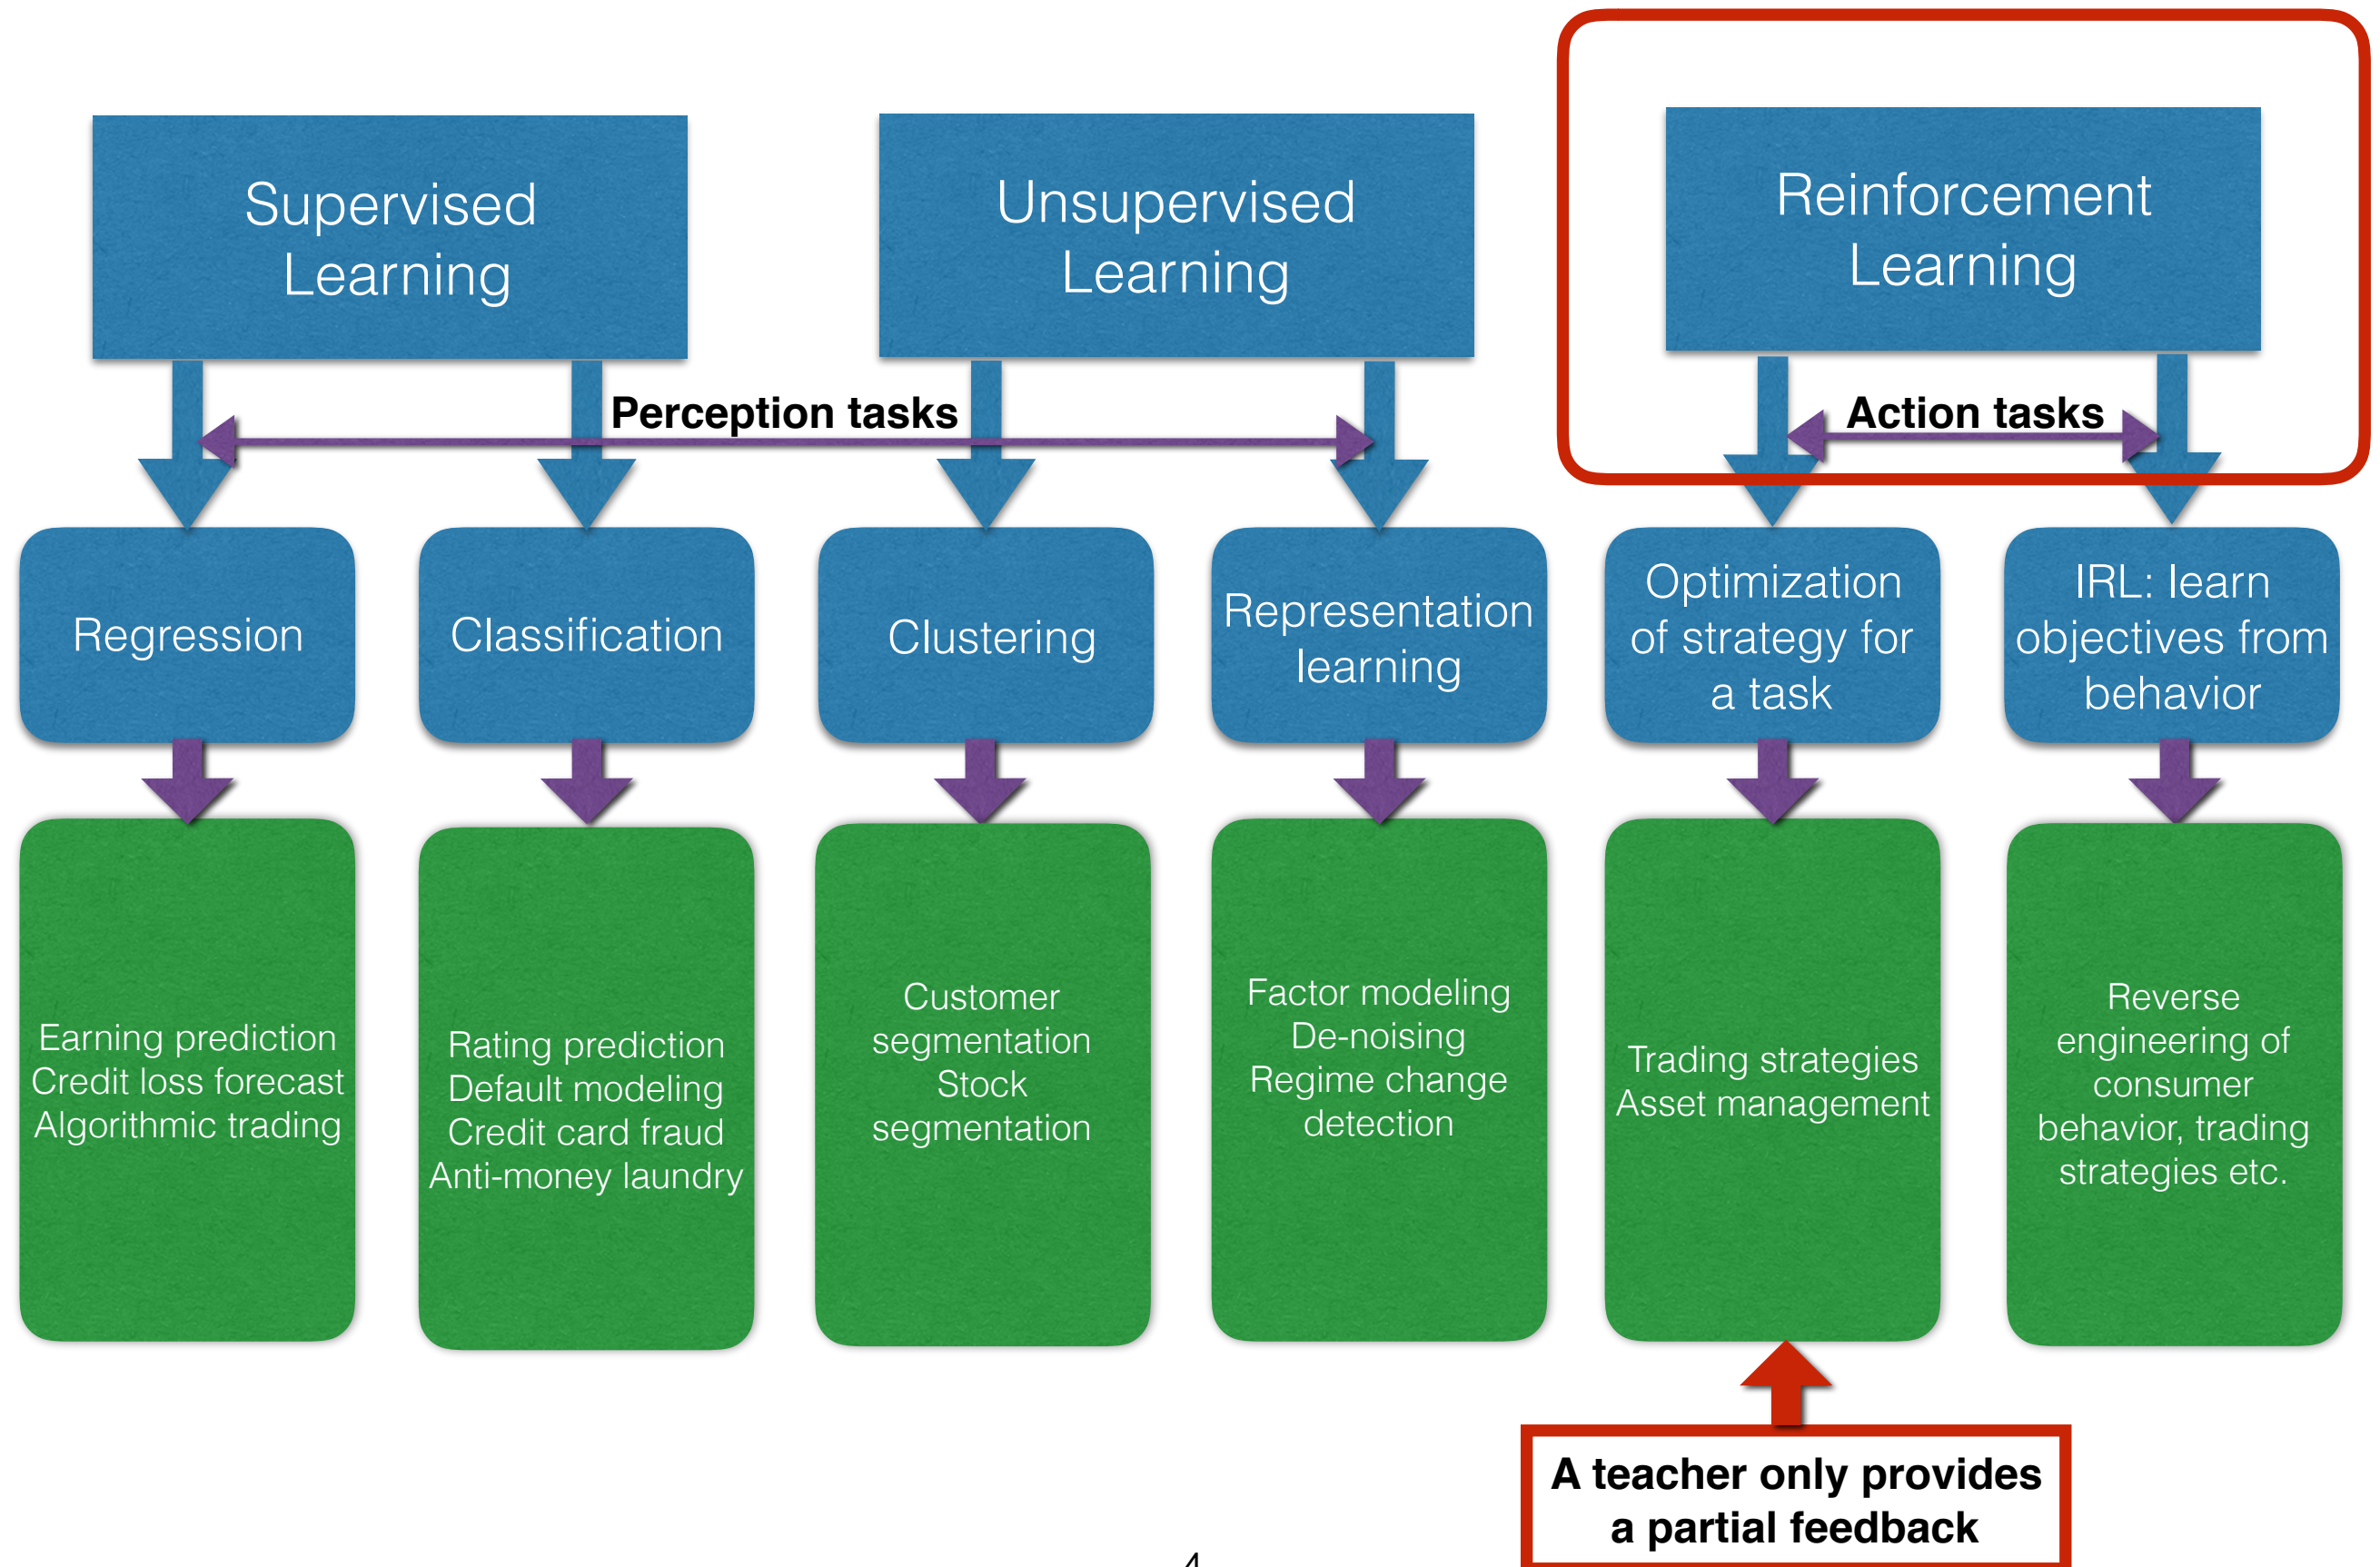 Supervised
Learning
Unsupervised
Learning
Reinforcement
Learning
Perception tasks
Action tasks
Regression
Classification
Clustering
Representation
learning
Optimization
of strategy for
a task
IRL: learn
objectives from
behavior
Earning prediction
Credit loss forecast
Algorithmic trading
Rating prediction
Default modeling
Credit card fraud
Anti-money laundry
Customer
segmentation
Stock
segmentation
Factor modeling
De-noising
Regime change
detection
Trading strategies
Asset management
Reverse
engineering of
consumer
behavior, trading
strategies etc.
A teacher only provides
a partial feedback
4